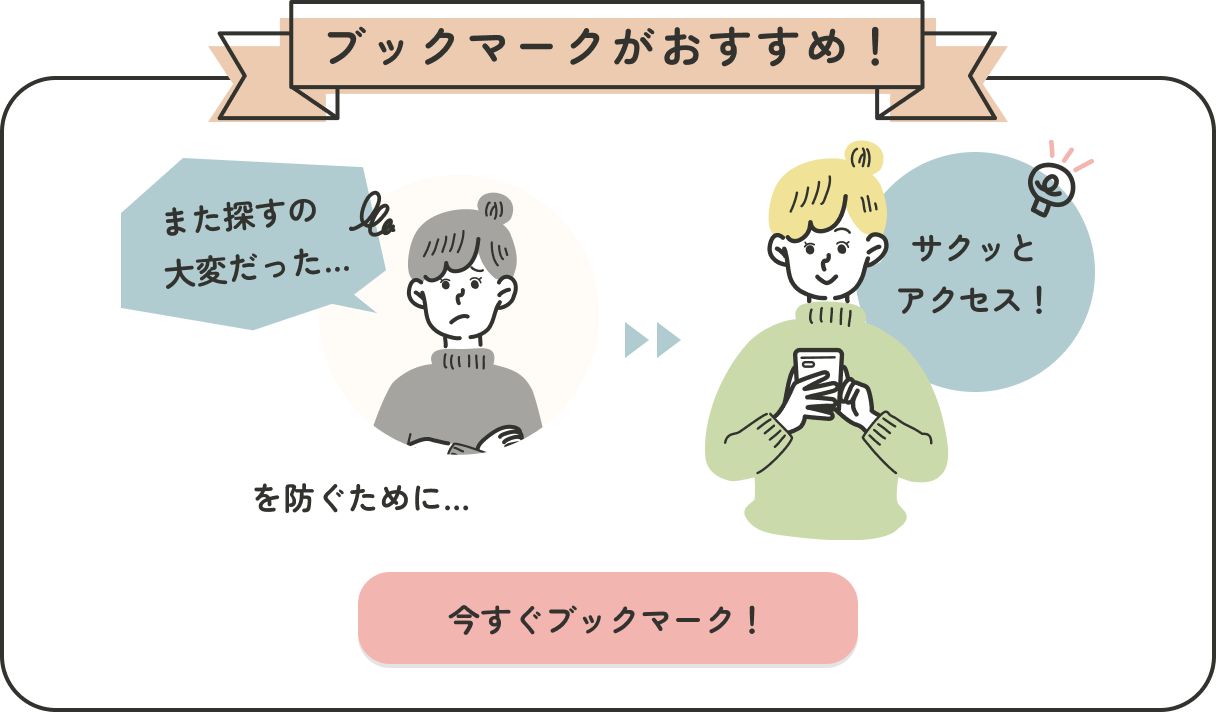 ブックマークがおすすめ！
また探すの
大変だった…
サクッと
アクセス！
を防ぐために…
今すぐブックマーク！